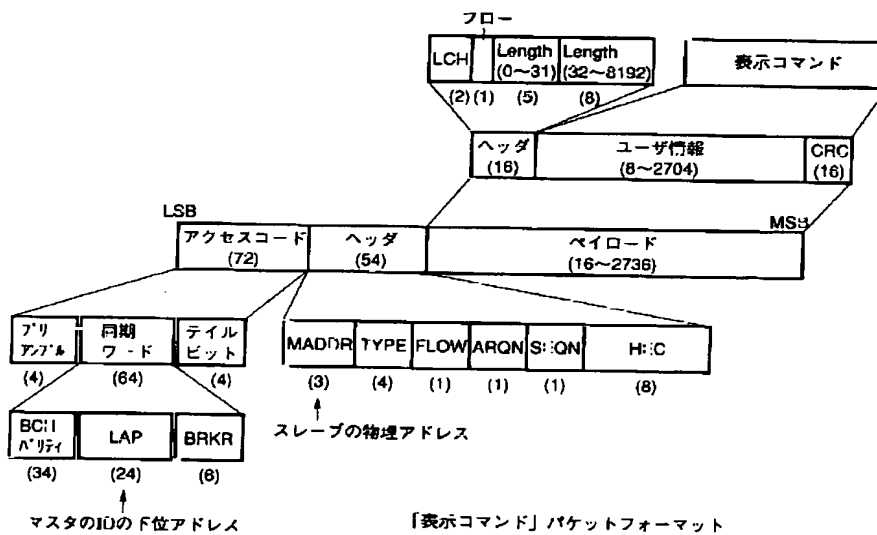 フロー
LCH
Length
(0〜31)
Length
(32〜8192)
(2)
(1)
(5)
(8)
表示コマンド
ヘッダ
(16)
ユーザ情報
(8〜2704)
CRC
(16)
LSB
MSB
アクセスコード
(72)
ヘッダ
(54)
ペイロード
(16〜2736)
プリ
アンブル
同期
ワード
テイル
ビット
(4)
(64)
(4)
MADDR
TYPE
FLOW
ARQN
SEQN
HEC
(3)
(4)
(1)
(1)
(1)
(8)
スレーブの物理アドレス
BCH
パリティ
LAP
BRKR
(34)
(24)
(6)
マスタのIDの下位アドレス
「表示コマンド」パケットフォーマット